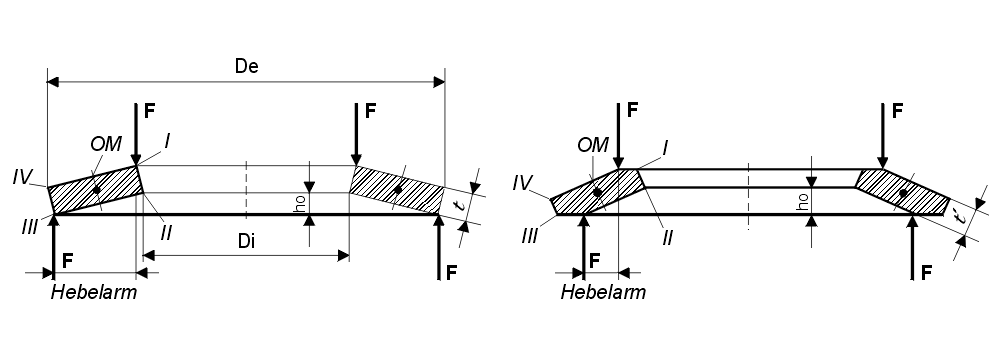 De
F
F
OM
I
IV
III
II
ho
t
Di
F
F
Hebelarm
F
F
OM
I
IV
III
II
ho
t'
F
F
Hebelarm